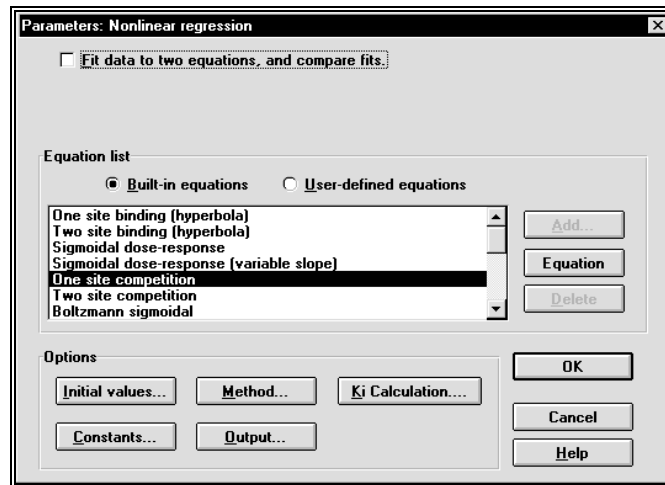 Parameters: Nonlinear regression
Fit data to two equations, and compare fits.
Equation list
Built-in equations
User-defined equations
One site binding (hyperbola)
Two site binding (hyperbola)
Sigmoidal dose-response
Sigmoidal dose-response (variable slope)
One site competition
Two site competition
Boltzmann sigmoidal
Add...
Equation
Delete
Options
Initial values...
Method...
Ki Calculation....
Constants...
Output...
OK
Cancel
Help